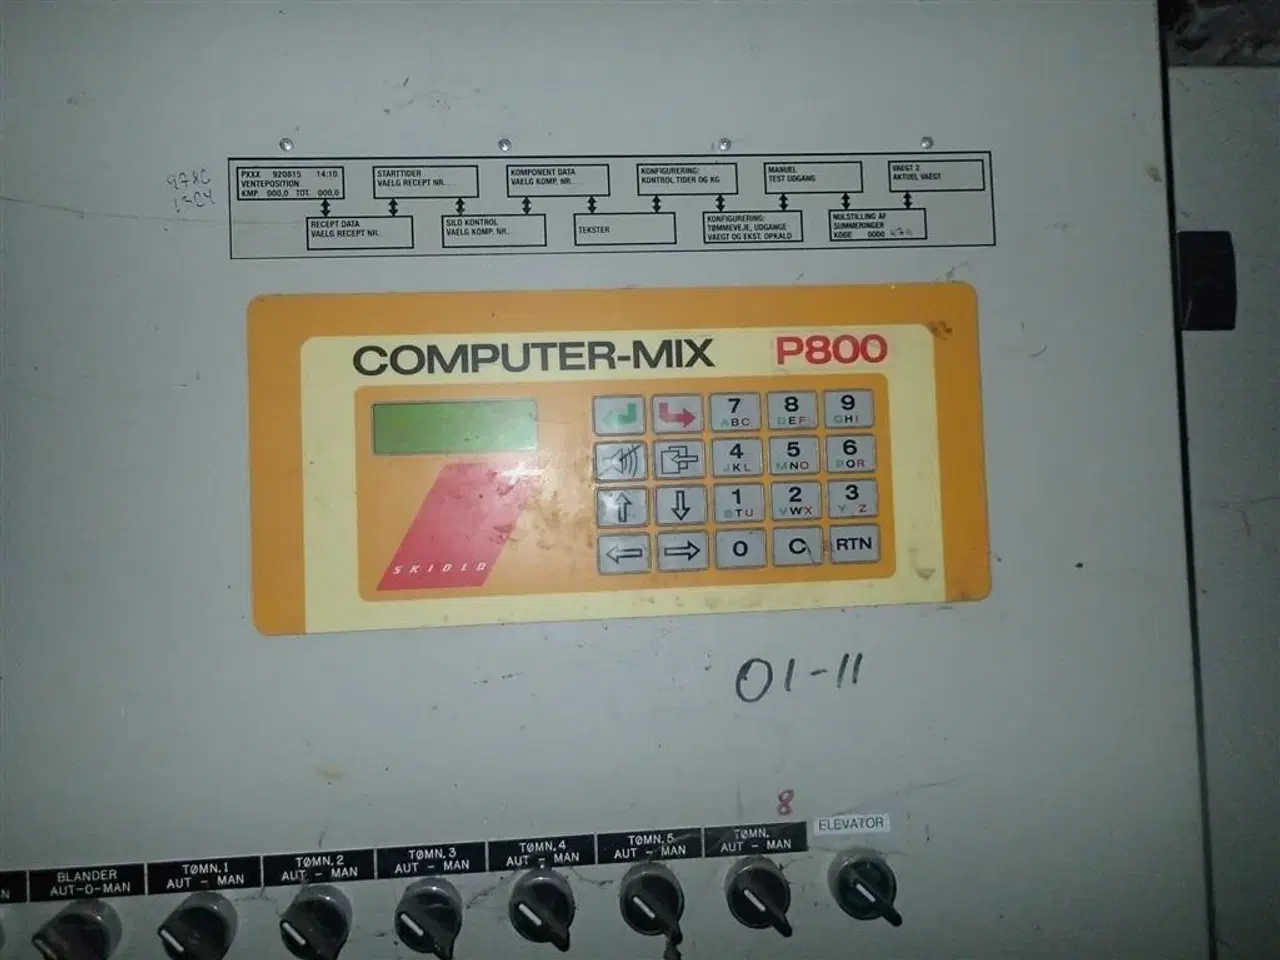 PXXX 920815 14:10
VENTEPOSITION
KMP. 000,0 TOT. 000,0
STARTTIDER
VAELG RECEPT NR.
KOMPONENT DATA
VAELG KOMP. NR.
KONFIGURERING:
KONTROL TIDER OG KG
MANUEL
TEST UDGANG
VAEGT 2
AKTUEL VAEGT
RECEPT DATA
VAELG RECEPT NR.
SILO KONTROL
VAELG KOMP. NR.
TEKSTER
KONFIGURERING:
TØMMEVEJE, UDGANGE
VAEGT OG EKST. OPKALD
NULSTILLING AF
SUMMERINGER
KODE 0000
COMPUTER-MIX P800
7 ABC 8 DEF 9 GHI
4 JKL 5 MNO 6 PQR
1 STU 2 VWX 3 Y Z
0 C RTN
SKIOLD
01-11
8
N
BLANDER
AUT-O-MAN
TØMN.1
AUT - MAN
TØMN.2
AUT - MAN
TØMN.3
AUT - MAN
TØMN.4
AUT - MAN
TØMN.5
AUT - MAN
TØMN.
AUT - MAN
ELEVATOR